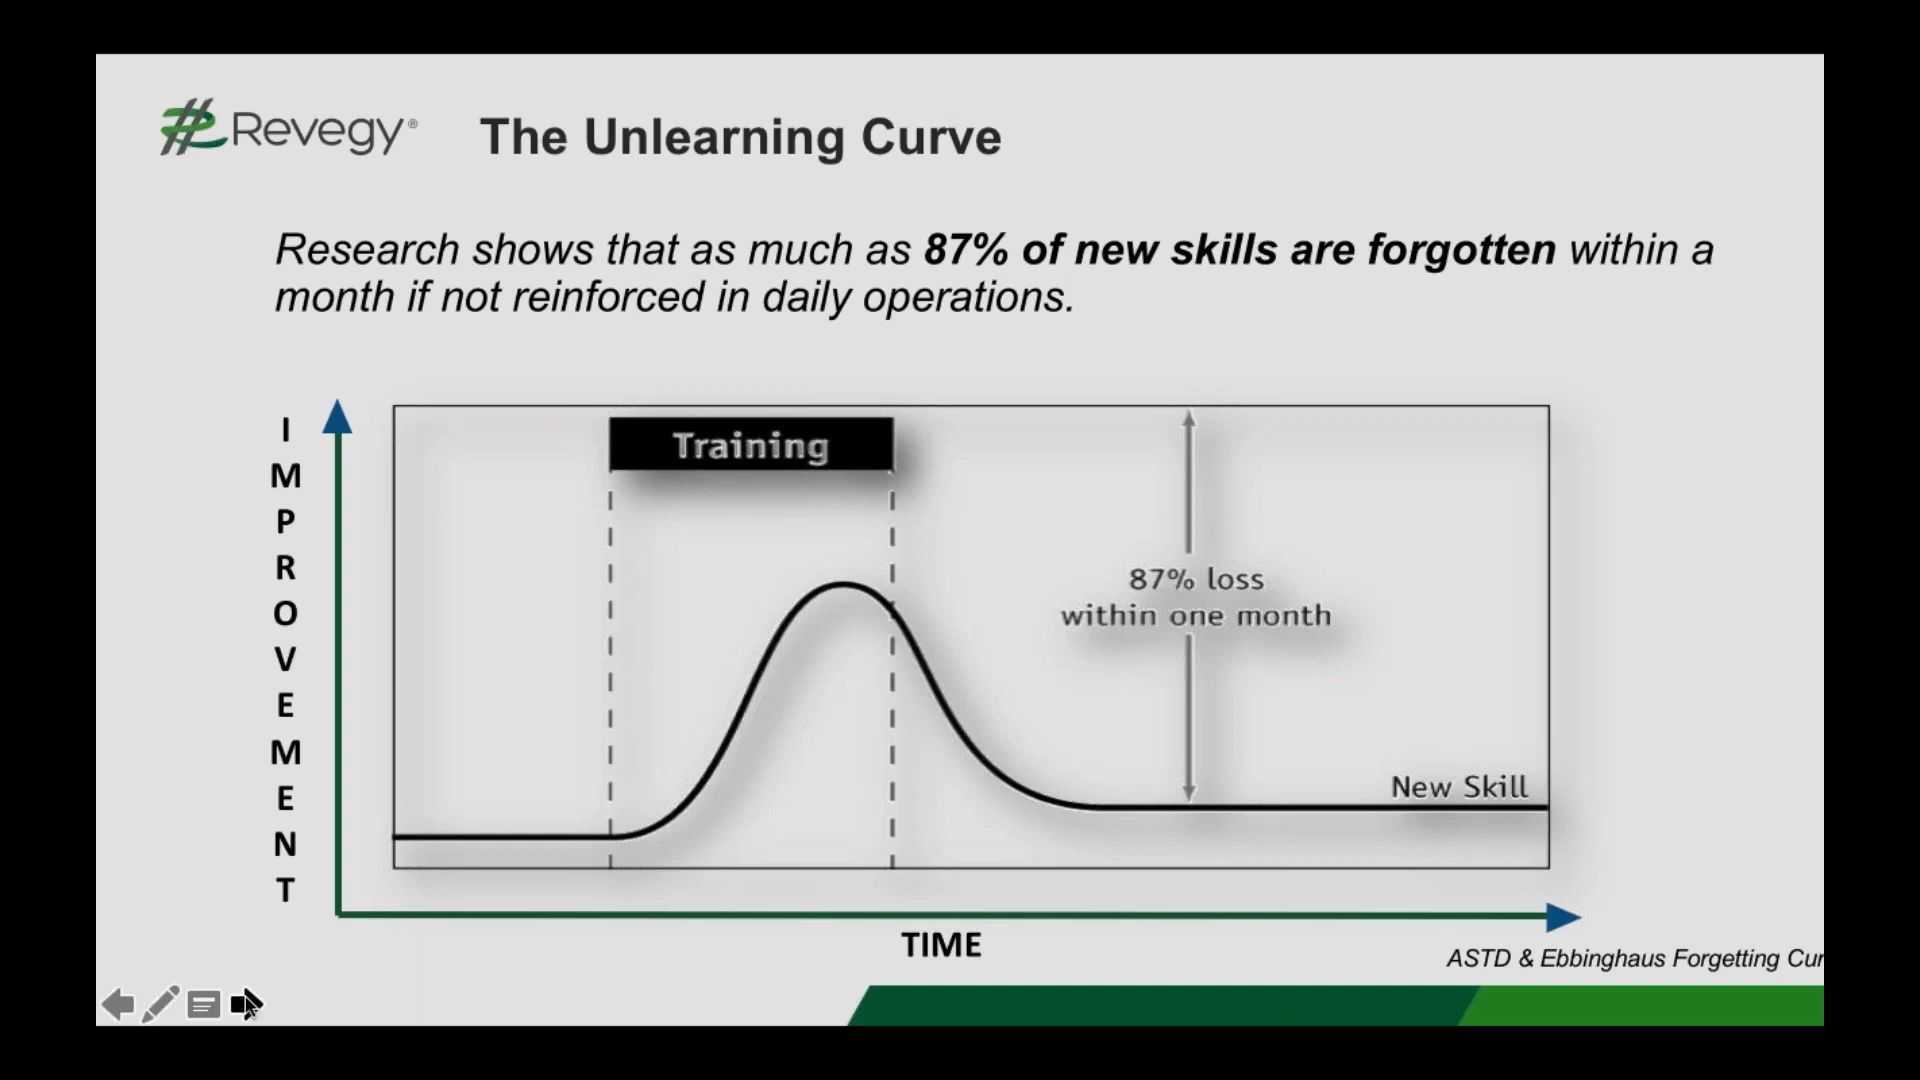 Revegy®
The Unlearning Curve
Research shows that as much as 87% of new skills are forgotten within a
month if not reinforced in daily operations.
IMPROVEMENT
Training
87% loss
within one month
New Skill
TIME
ASTD & Ebbinghaus Forgetting Cur